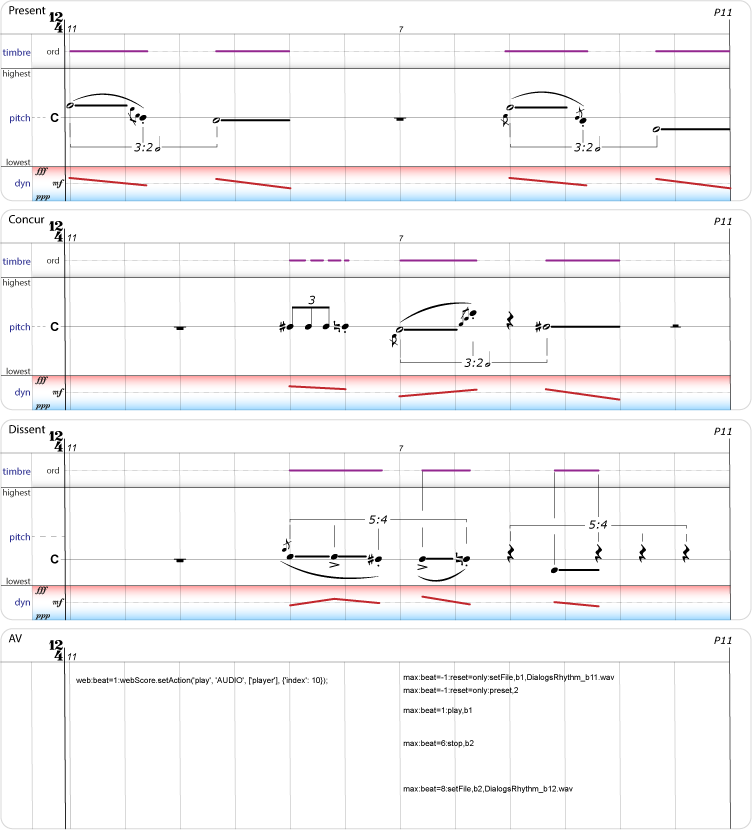 Present
P11
12
4
11
7
timbre
ord
highest
pitch
C
3:2
lowest
3:2
fff
dyn
mf
ppp
Concur
P11
12
4
11
7
timbre
ord
highest
3
pitch
C
3:2
lowest
fff
dyn
mf
ppp
Dissent
P11
12
4
11
7
timbre
ord
highest
5:4
5:4
pitch
C
lowest
fff
dyn
mf
ppp
AV
P11
12
4
11
web:beat=1:webScore.setAction('play', 'AUDIO', ['player'], {'index': 10});
max:beat=-1:reset=only:setFile,b1,DialogsRhythm_b11.wav
max:beat=-1:reset=only:preset,2
max:beat=1:play,b1
max:beat=6:stop,b2
max:beat=8:setFile,b2,DialogsRhythm_b12.wav